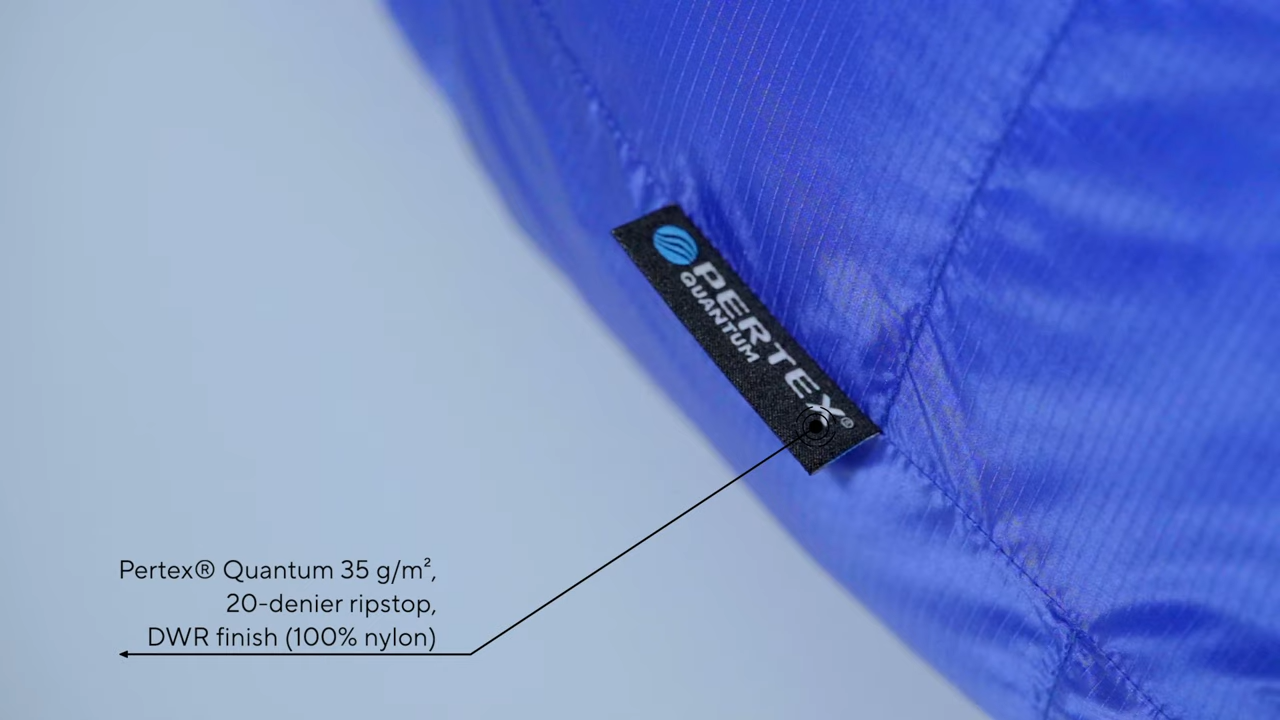 PERTEX®
QUANTUM
Pertex® Quantum 35 g/m²,
20-denier ripstop,
DWR finish (100% nylon)